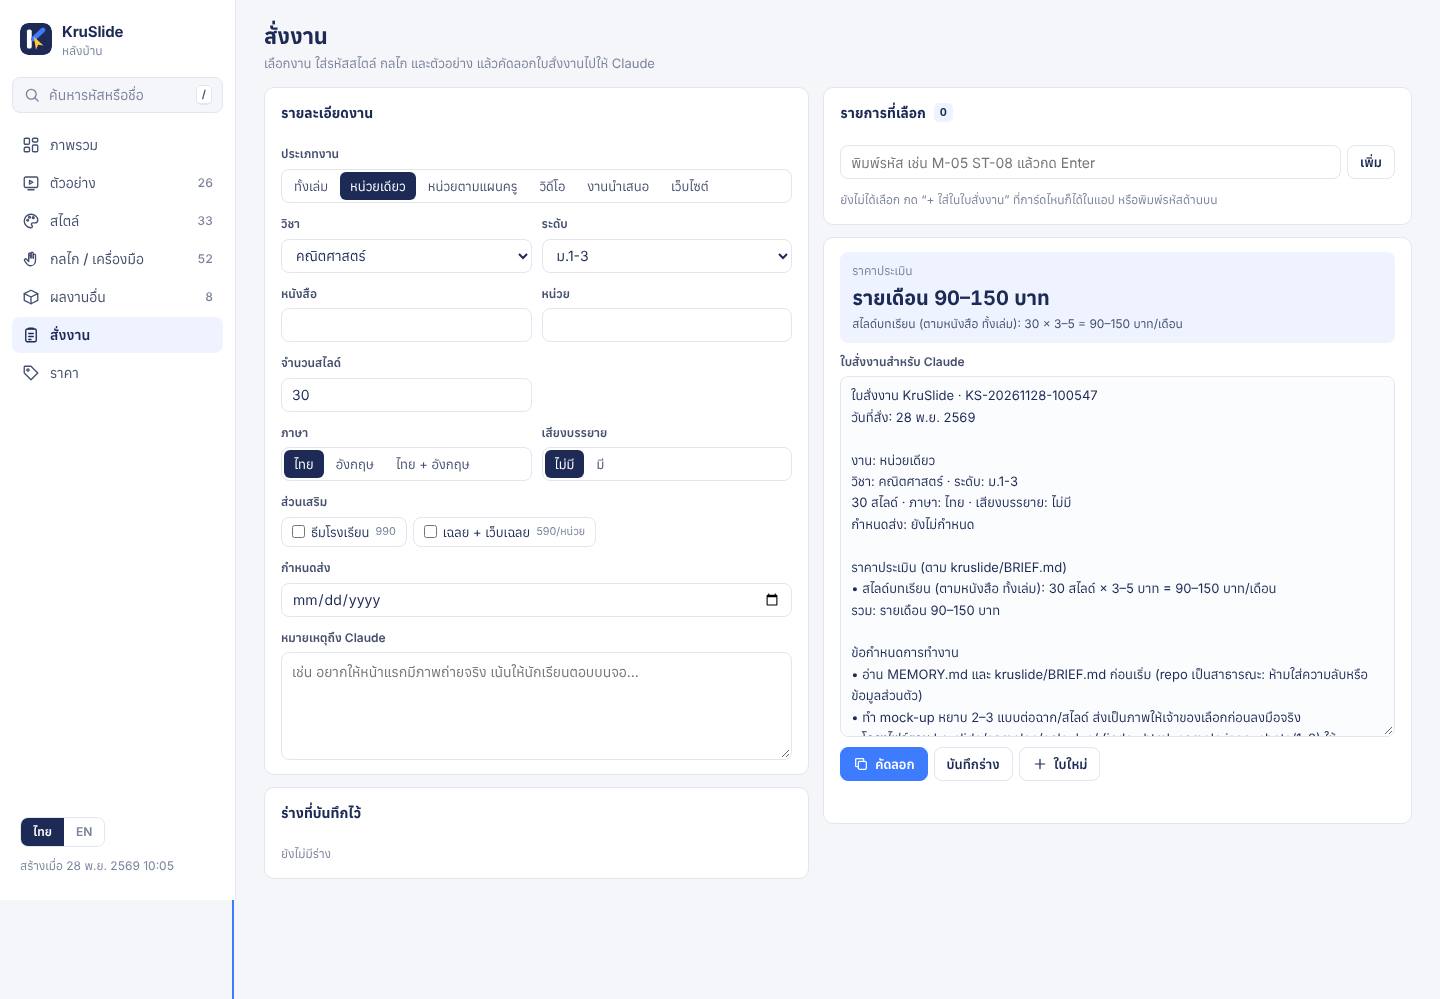 KruSlide
หลังบ้าน
ค้นหารหัสหรือชื่อ /
ภาพรวม
ตัวอย่าง 26
สไตล์ 33
กลไก / เครื่องมือ 52
ผลงานอื่น 8
สั่งงาน
ราคา
ไทย EN
สร้างเมื่อ 28 พ.ย. 2569 10:05
สั่งงาน
เลือกงาน ใส่รหัสสไตล์ กลไก และตัวอย่าง แล้วคัดลอกใบสั่งงานไปให้ Claude
รายละเอียดงาน
ประเภทงาน
ทั้งเล่ม หน่วยเดียว หน่วยตามแผนครู วิดีโอ งานนำเสนอ เว็บไซต์
วิชา ระดับ
คณิตศาสตร์ ม.1-3
หนังสือ หน่วย
จำนวนสไลด์
30
ภาษา เสียงบรรยาย
ไทย อังกฤษ ไทย + อังกฤษ ไม่มี มี
ส่วนเสริม
ธีมโรงเรียน 990 เฉลย + เว็บเฉลย 590/หน่วย
กำหนดส่ง
mm/dd/yyyy
หมายเหตุถึง Claude
เช่น อยากให้หน้าแรกมีภาพถ่ายจริง เน้นให้นักเรียนตอบบนจอ...
ร่างที่บันทึกไว้
ยังไม่มีร่าง
รายการที่เลือก 0
พิมพ์รหัส เช่น M-05 ST-08 แล้วกด Enter เพิ่ม
ยังไม่ได้เลือก กด “+ ใส่ในใบสั่งงาน” ที่การ์ดไหนก็ได้ในแอป หรือพิมพ์รหัสด้านบน
ราคาประเมิน
รายเดือน 90–150 บาท
สไลด์บทเรียน (ตามหนังสือ ทั้งเล่ม): 30 × 3–5 = 90–150 บาท/เดือน
ใบสั่งงานสำหรับ Claude
ใบสั่งงาน KruSlide · KS-20261128-100547
วันที่สั่ง: 28 พ.ย. 2569
งาน: หน่วยเดียว
วิชา: คณิตศาสตร์ · ระดับ: ม.1-3
30 สไลด์ · ภาษา: ไทย · เสียงบรรยาย: ไม่มี
กำหนดส่ง: ยังไม่กำหนด
ราคาประเมิน (ตาม kruslide/BRIEF.md)
• สไลด์บทเรียน (ตามหนังสือ ทั้งเล่ม): 30 สไลด์ × 3–5 บาท = 90–150 บาท/เดือน
รวม: รายเดือน 90–150 บาท
ข้อกำหนดการทำงาน
• อ่าน MEMORY.md และ kruslide/BRIEF.md ก่อนเริ่ม (repo เป็นสาธารณะ: ห้ามใส่ความลับหรือ
ข้อมูลส่วนตัว)
• ทำ mock-up หยาบ 2–3 แบบต่อฉาก/สไลด์ ส่งเป็นภาพให้เจ้าของเลือกก่อนลงมือจริง
คัดลอก บันทึกร่าง + ใบใหม่